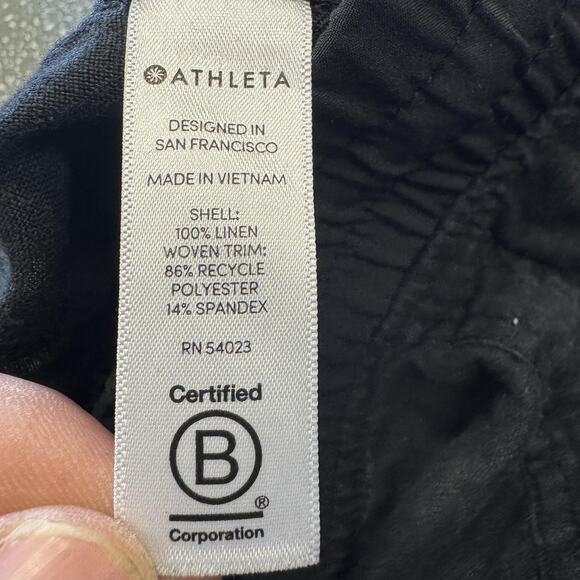 ATHLETA
DESIGNED IN
SAN FRANCISCO
MADE IN VIETNAM
SHELL:
100% LINEN
WOVEN TRIM:
86% RECYCLE
POLYESTER
14% SPANDEX
RN 54023
Certified
B
®
Corporation